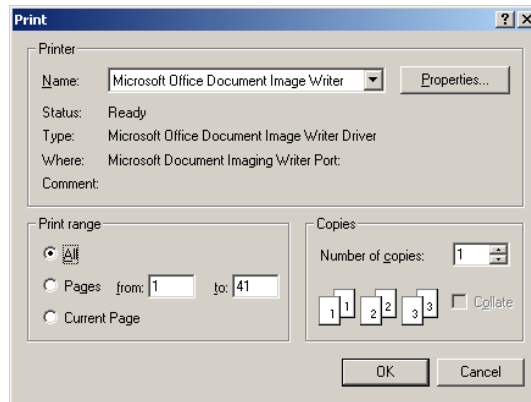 Print
Printer
Name: Microsoft Office Document Image Writer Properties...
Status: Ready
Type: Microsoft Office Document Image Writer Driver
Where: Microsoft Document Imaging Writer Port:
Comment:
Print range
All
Pages from: 1 to: 41
Current Page
Copies
Number of copies: 1
1 1 2 2 3 3 Collate
OK Cancel